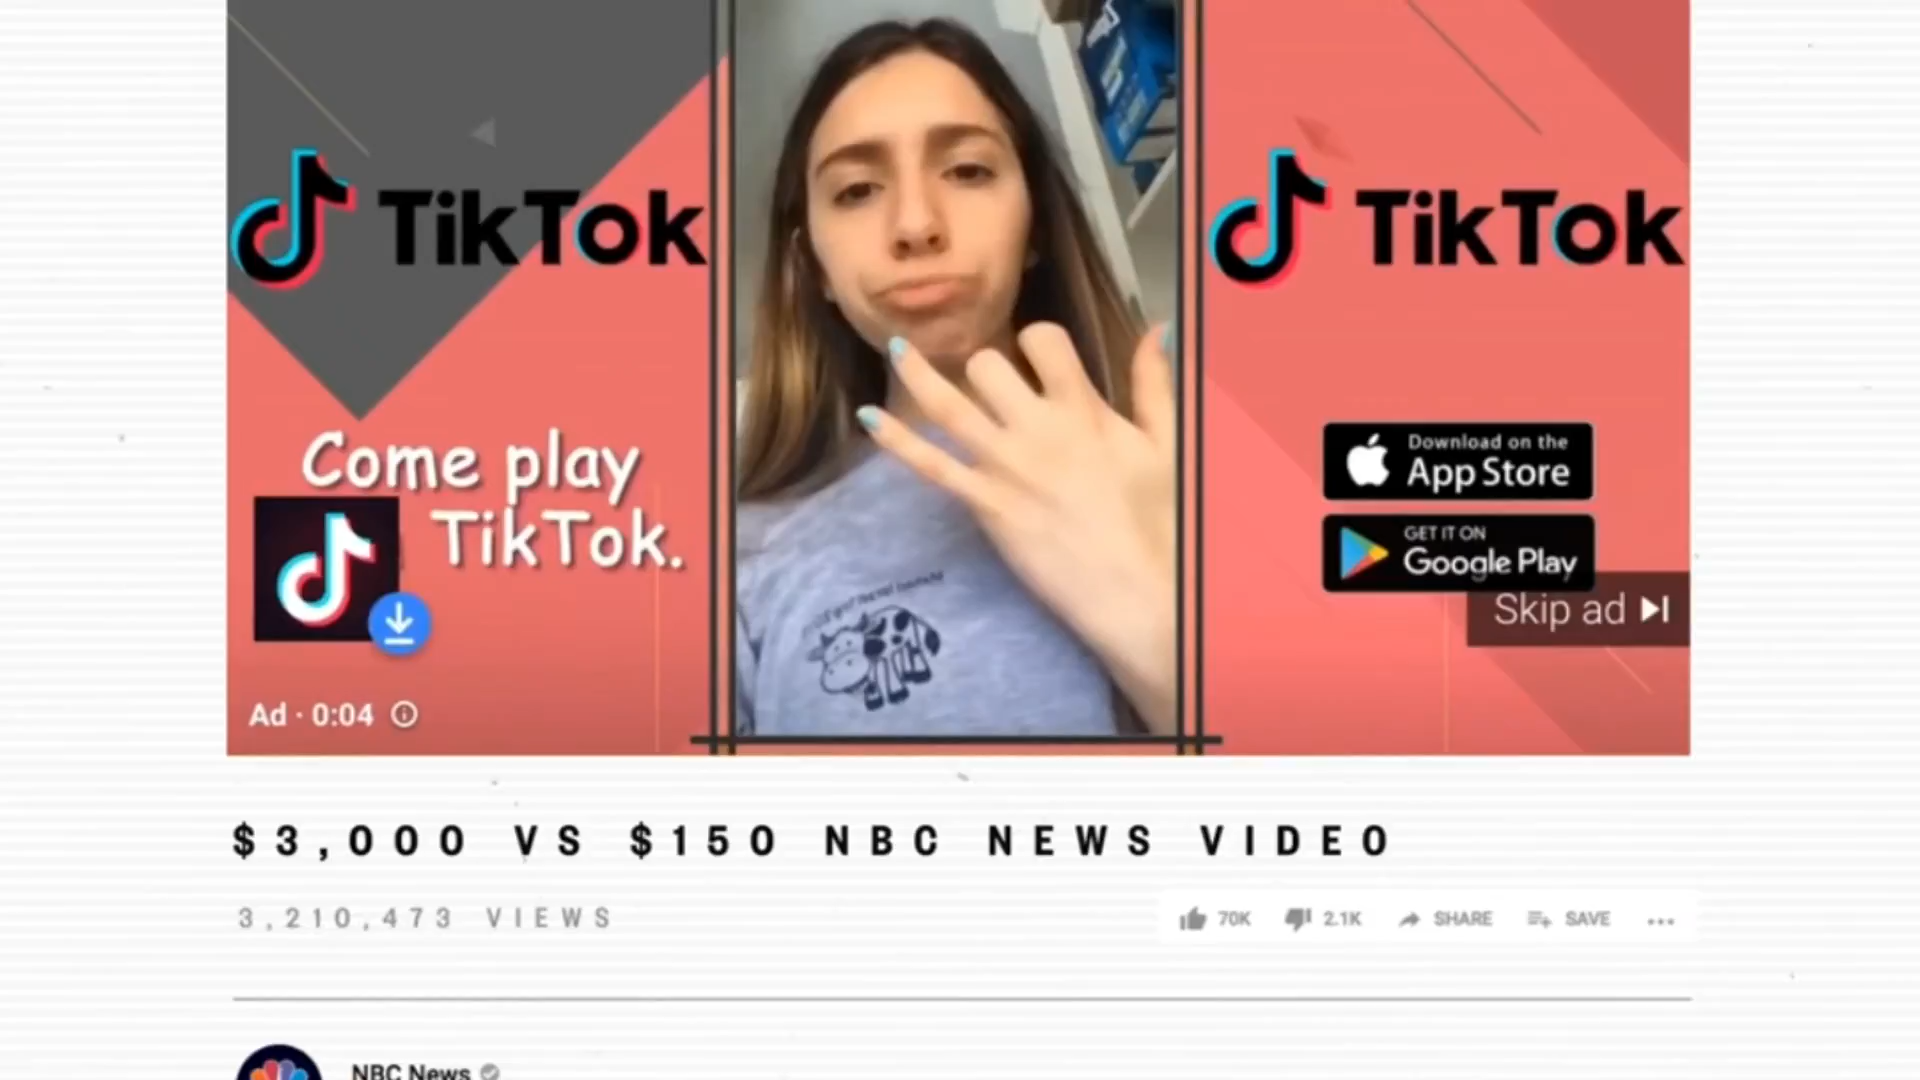 TikTok
TikTok
Come play
TikTok.
Download on the
App Store
GET IT ON
Google Play
Skip ad
Ad · 0:04
$3,000 VS $150 NBC NEWS VIDEO
3,210,473 VIEWS
70K
2.1K
SHARE
SAVE
NBC News